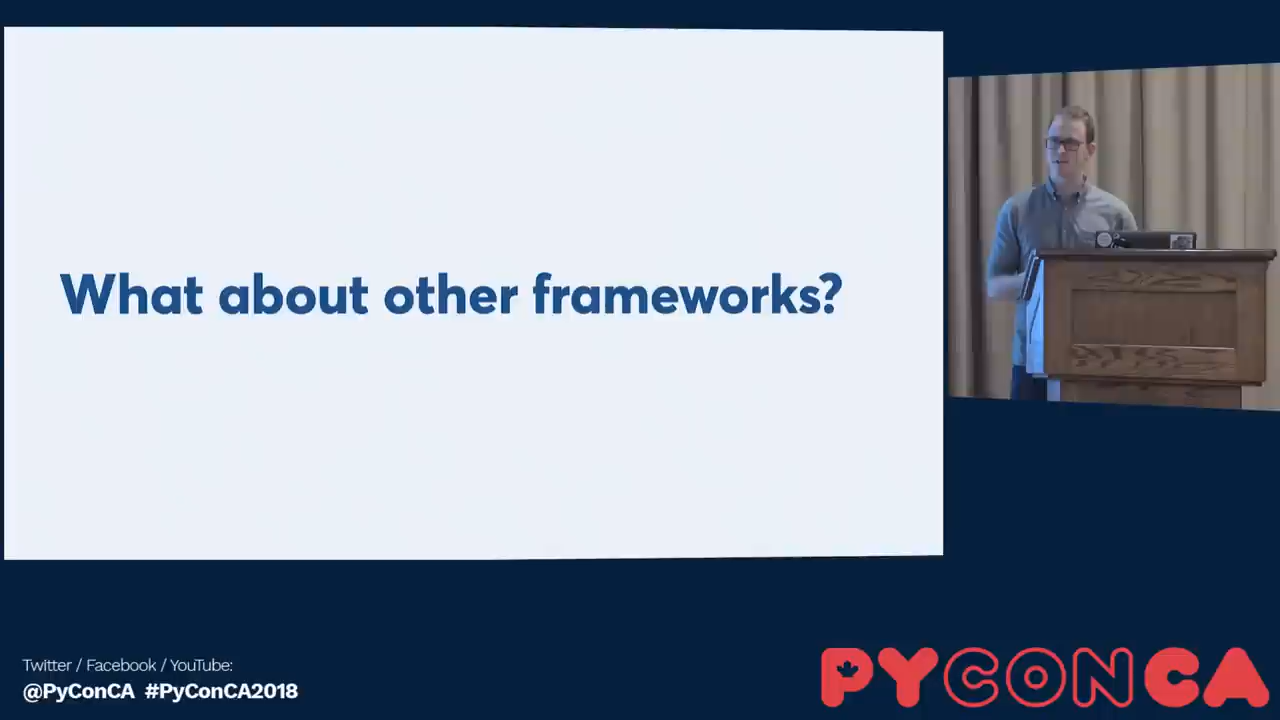 What about other frameworks?
Twitter / Facebook / YouTube:
@PyConCA #PyConCA2018
PYCONCA